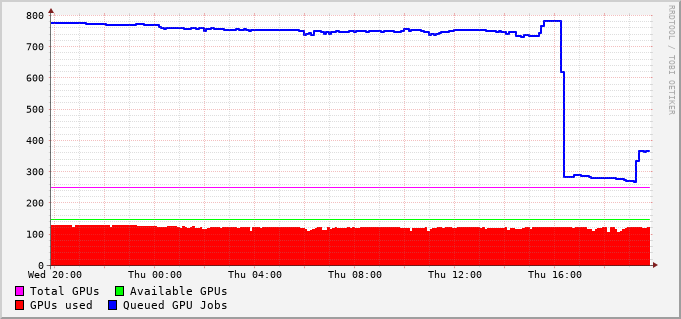 800
700
600
500
400
300
200
100
0
Wed 20:00 Thu 00:00 Thu 04:00 Thu 08:00 Thu 12:00 Thu 16:00
Total GPUs Available GPUs
GPUs used Queued GPU Jobs
RRDTOOL / TOBI OETIKER